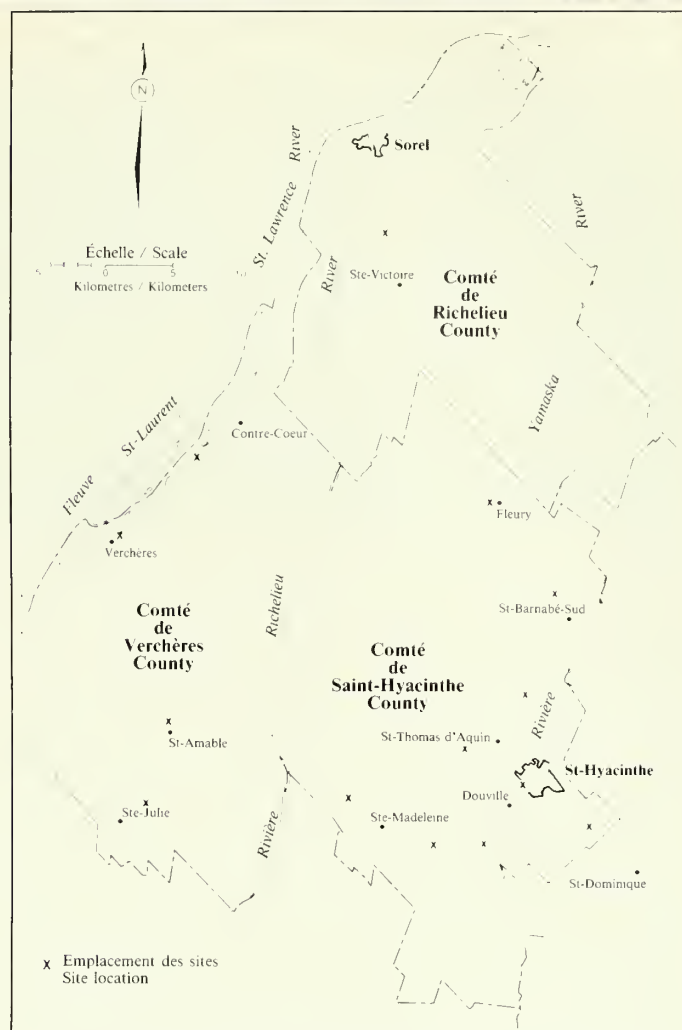 N
River
Sorel
St. Lawrence
River
River
Échelle / Scale
0 5
Kilometres / Kilometers
Ste-Victoire
Comté
de
Richelieu
County
Yamaska
St-Laurent
Fleuve
Contre-Coeur
Fleury
Verchères
St-Barnabé-Sud
Richelieu
Comté
de
Verchères
County
Comté
de
Saint-Hyacinthe
County
Rivière
St-Thomas d'Aquin
St-Amable
St-Hyacinthe
Douville
Ste-Julie
Ste-Madeleine
Rivière
St-Dominique
x Emplacement des sites
Site location